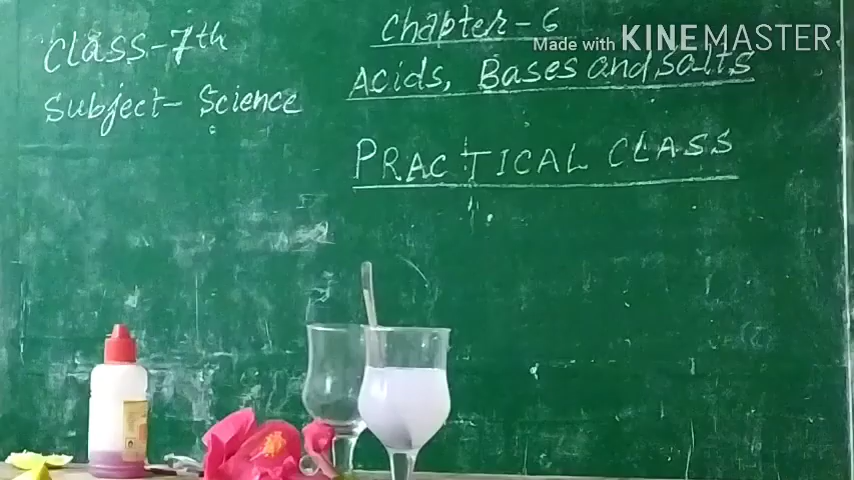 Class-7th
Subject- Science
Chapter-6
Acids, Bases and Salts
PRACTICAL CLASS
Made with KINEMASTER